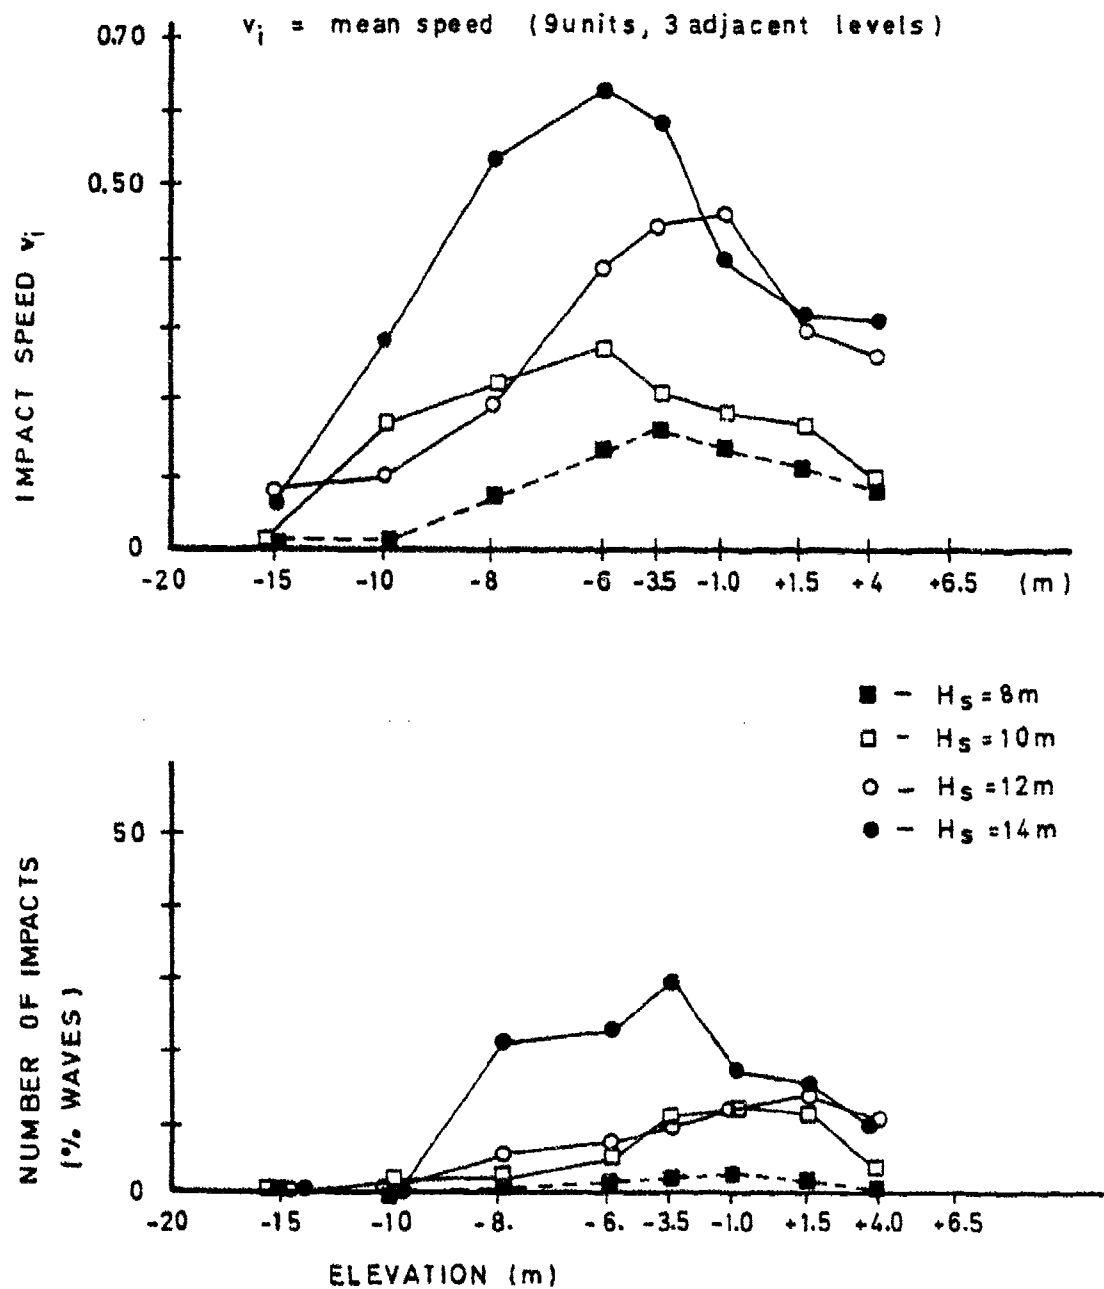 vi = mean speed (9units, 3 adjacent levels)
0.70
0.50
0
IMPACT SPEED vi
-20 -15 -10 -8 -6 -3.5 -1.0 +1.5 +4 +6.5 (m)
■ - Hs=8m
□ - Hs=10m
○ - Hs=12m
● - Hs=14m
50
0
NUMBER OF IMPACTS
(% WAVES)
-20 -15 -10 -8. -6. -3.5 -1.0 +1.5 +4.0 +6.5
ELEVATION (m)